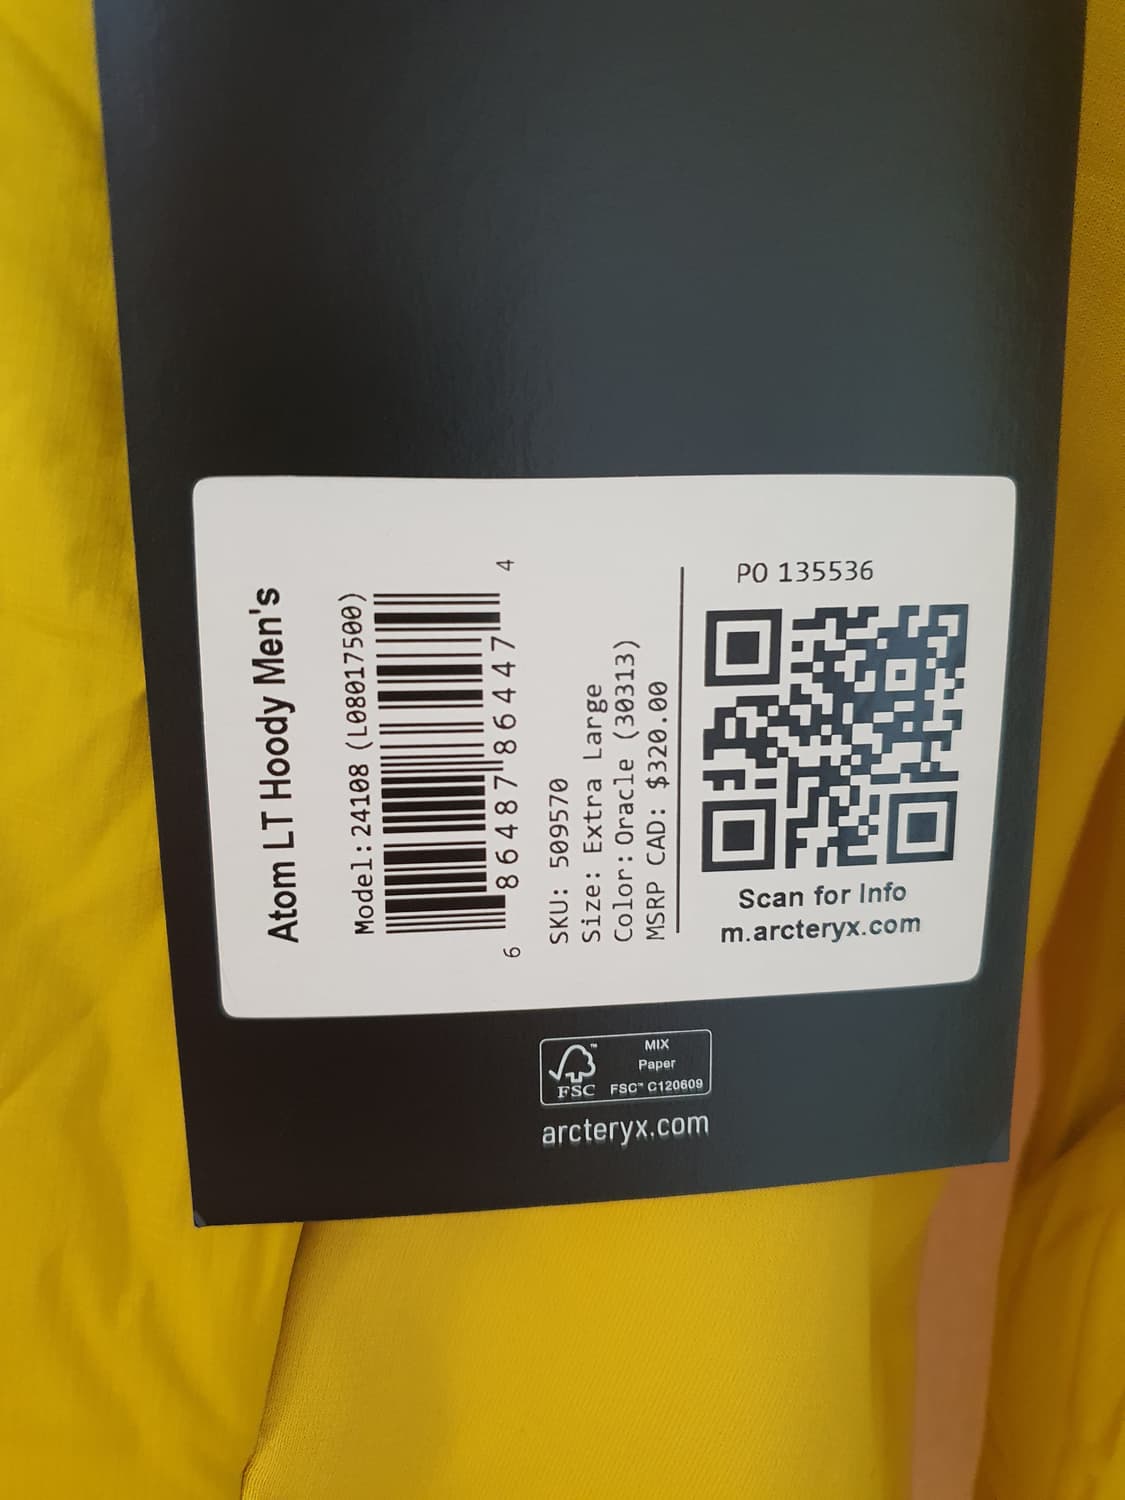 Atom LT Hoody Men's
Model:24108 (L08017500)
6 86487 86447 4
SKU: 509570
Size: Extra Large
Color: Oracle (30313)
MSRP CAD: $320.00
PO 135536
Scan for Info
m.arcteryx.com
FSC™
MIX
Paper
FSC™ C120609
arcteryx.com